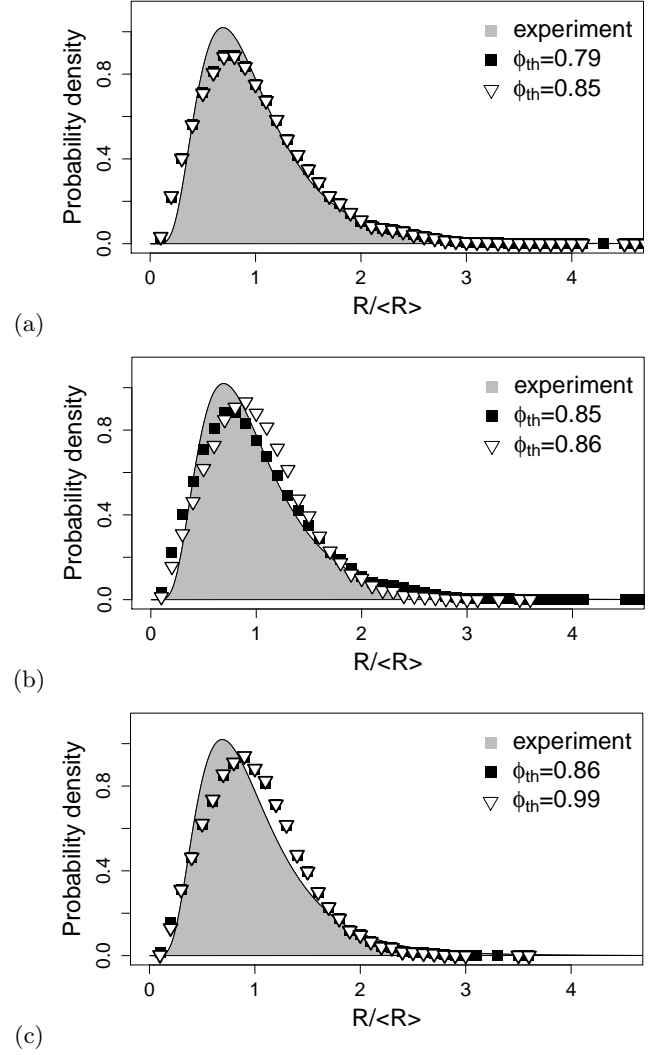 experiment
ϕth=0.79
ϕth=0.85
Probability density
0.0 0.4 0.8
0 1 2 3 4
R/<R>
(a)
experiment
ϕth=0.85
ϕth=0.86
Probability density
0.0 0.4 0.8
0 1 2 3 4
R/<R>
(b)
experiment
ϕth=0.86
ϕth=0.99
Probability density
0.0 0.4 0.8
0 1 2 3 4
R/<R>
(c)